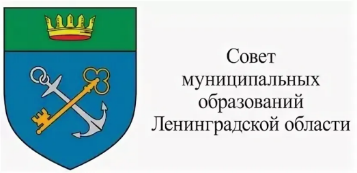 Совет
муниципальных
образований
Ленинградской области